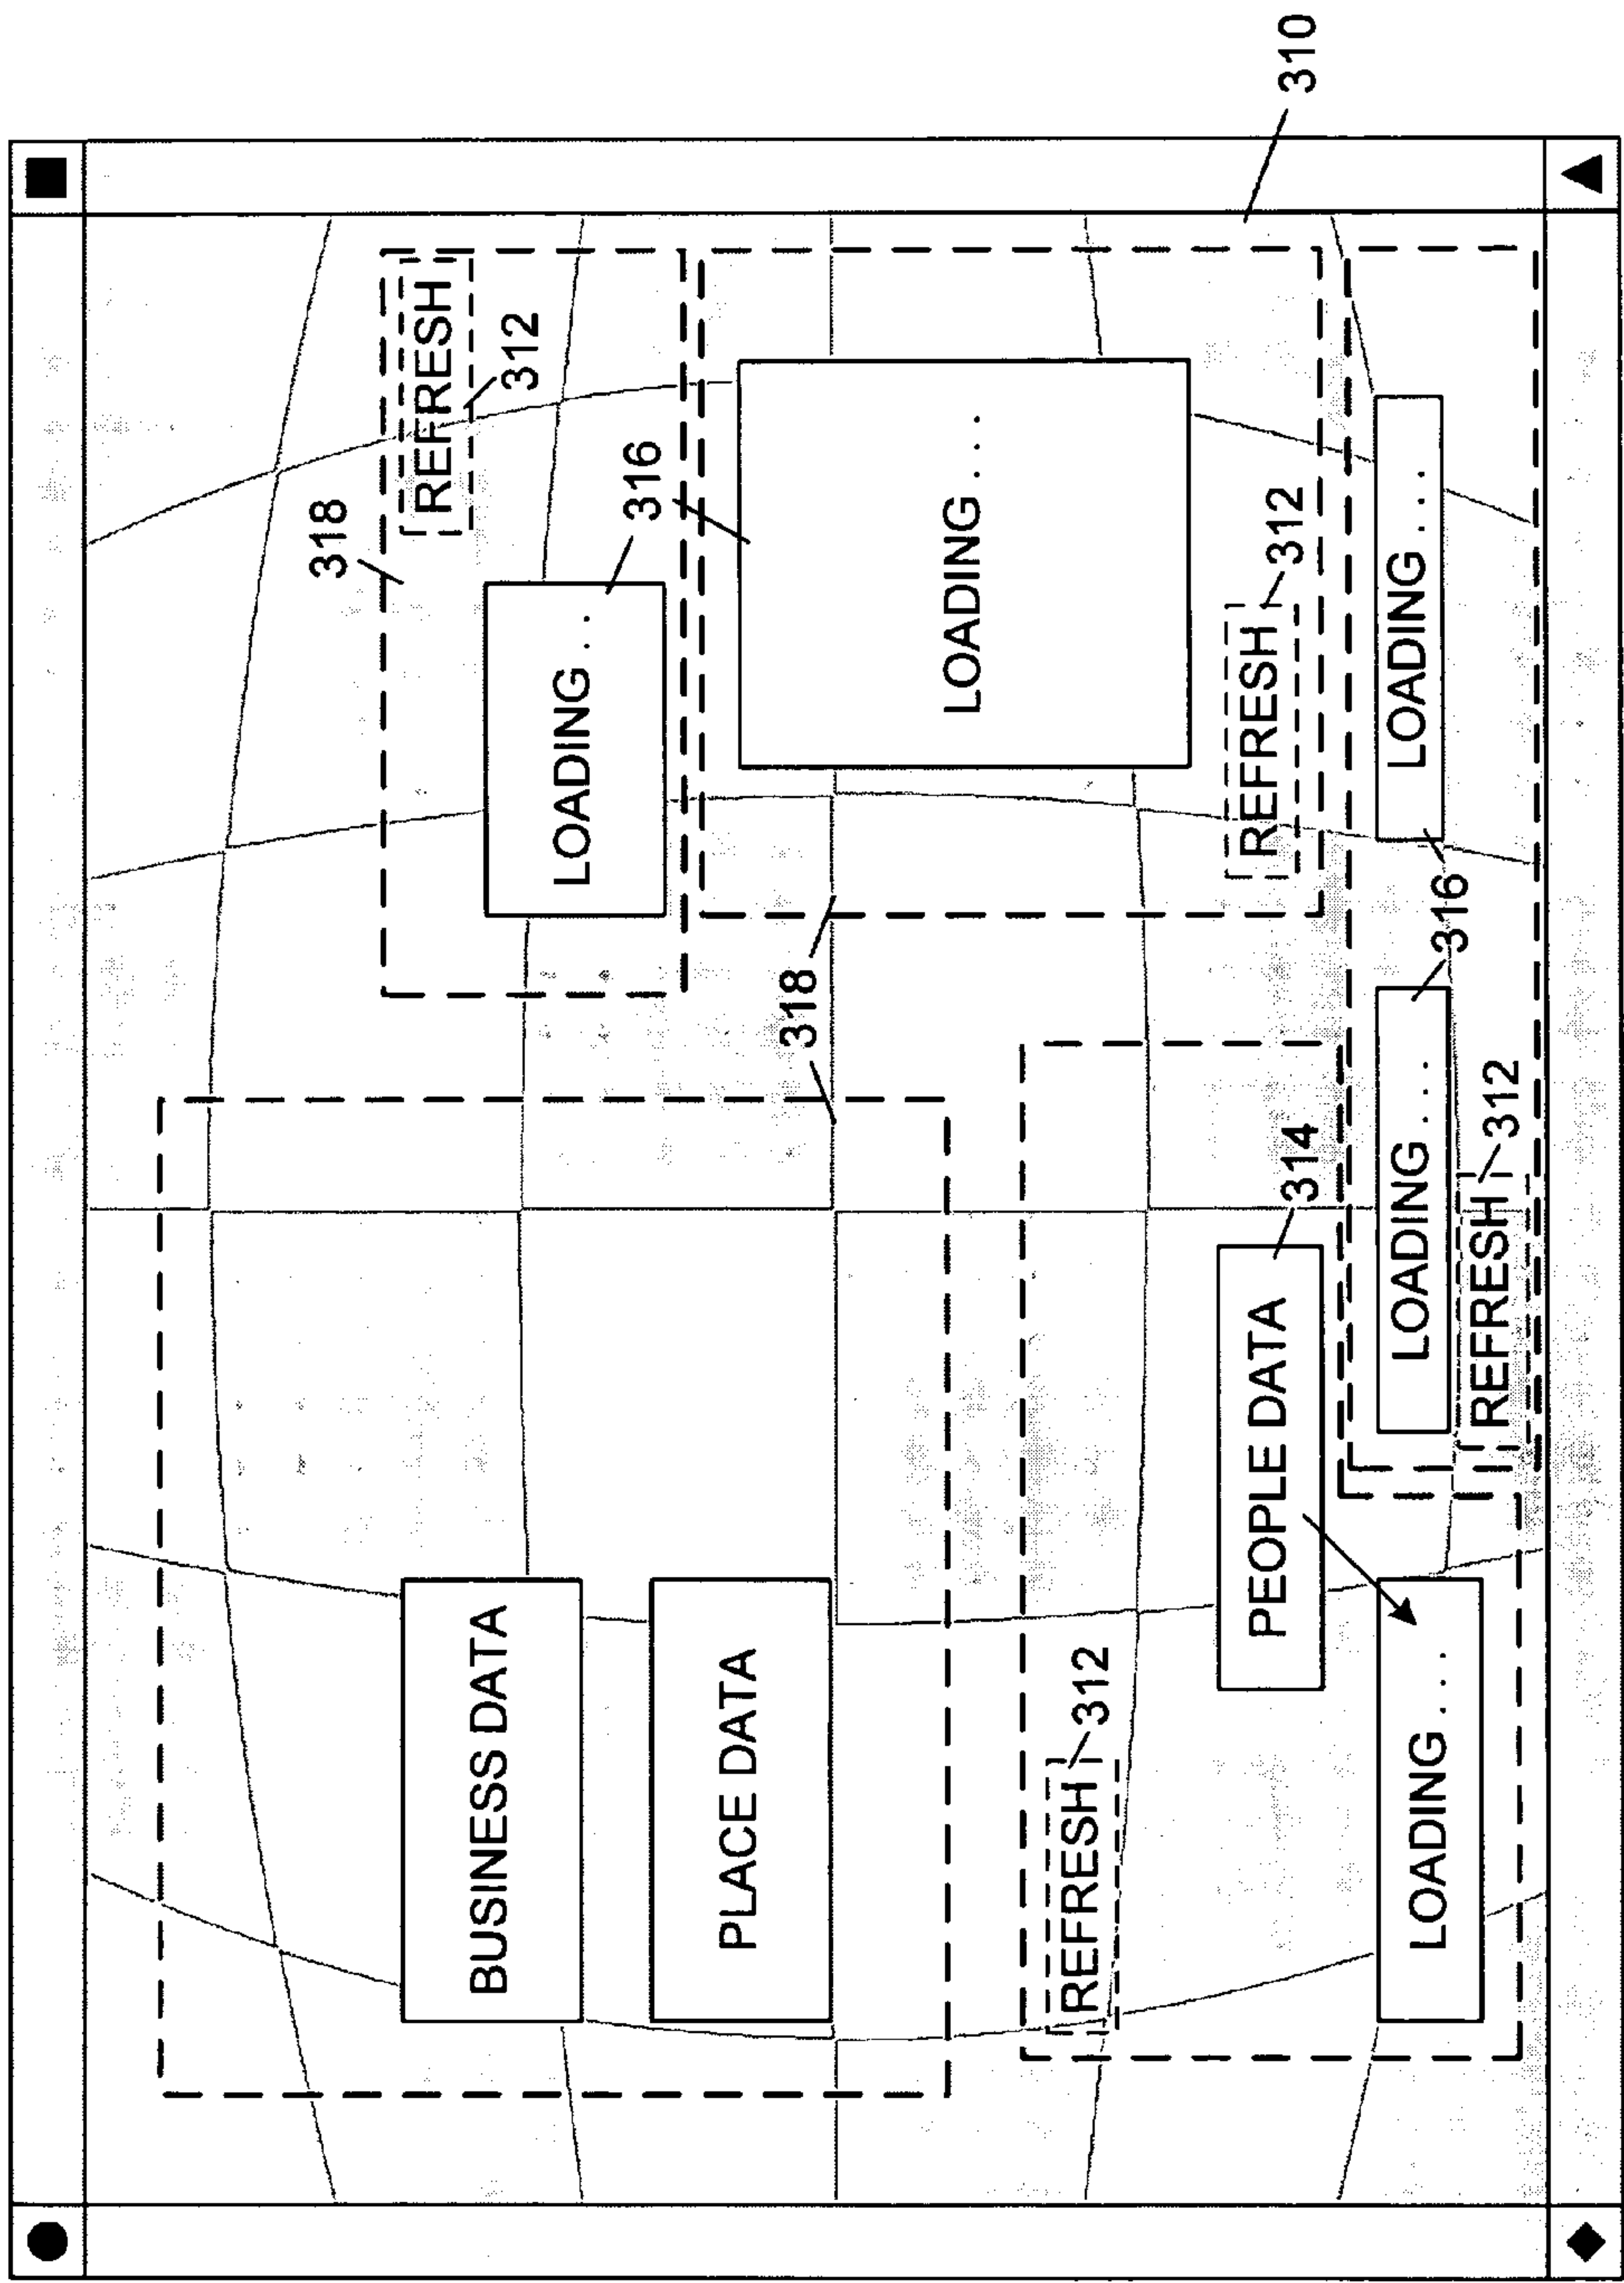 318
REFRESH
BUSINESS DATA
312
LOADING . .
316
PLACE DATA
318
LOADING . . . .
REFRESH 312
PEOPLE DATA
314
REFRESH 312
310
LOADING . . .
LOADING . . . .
LOADING . . .
316
REFRESH 312